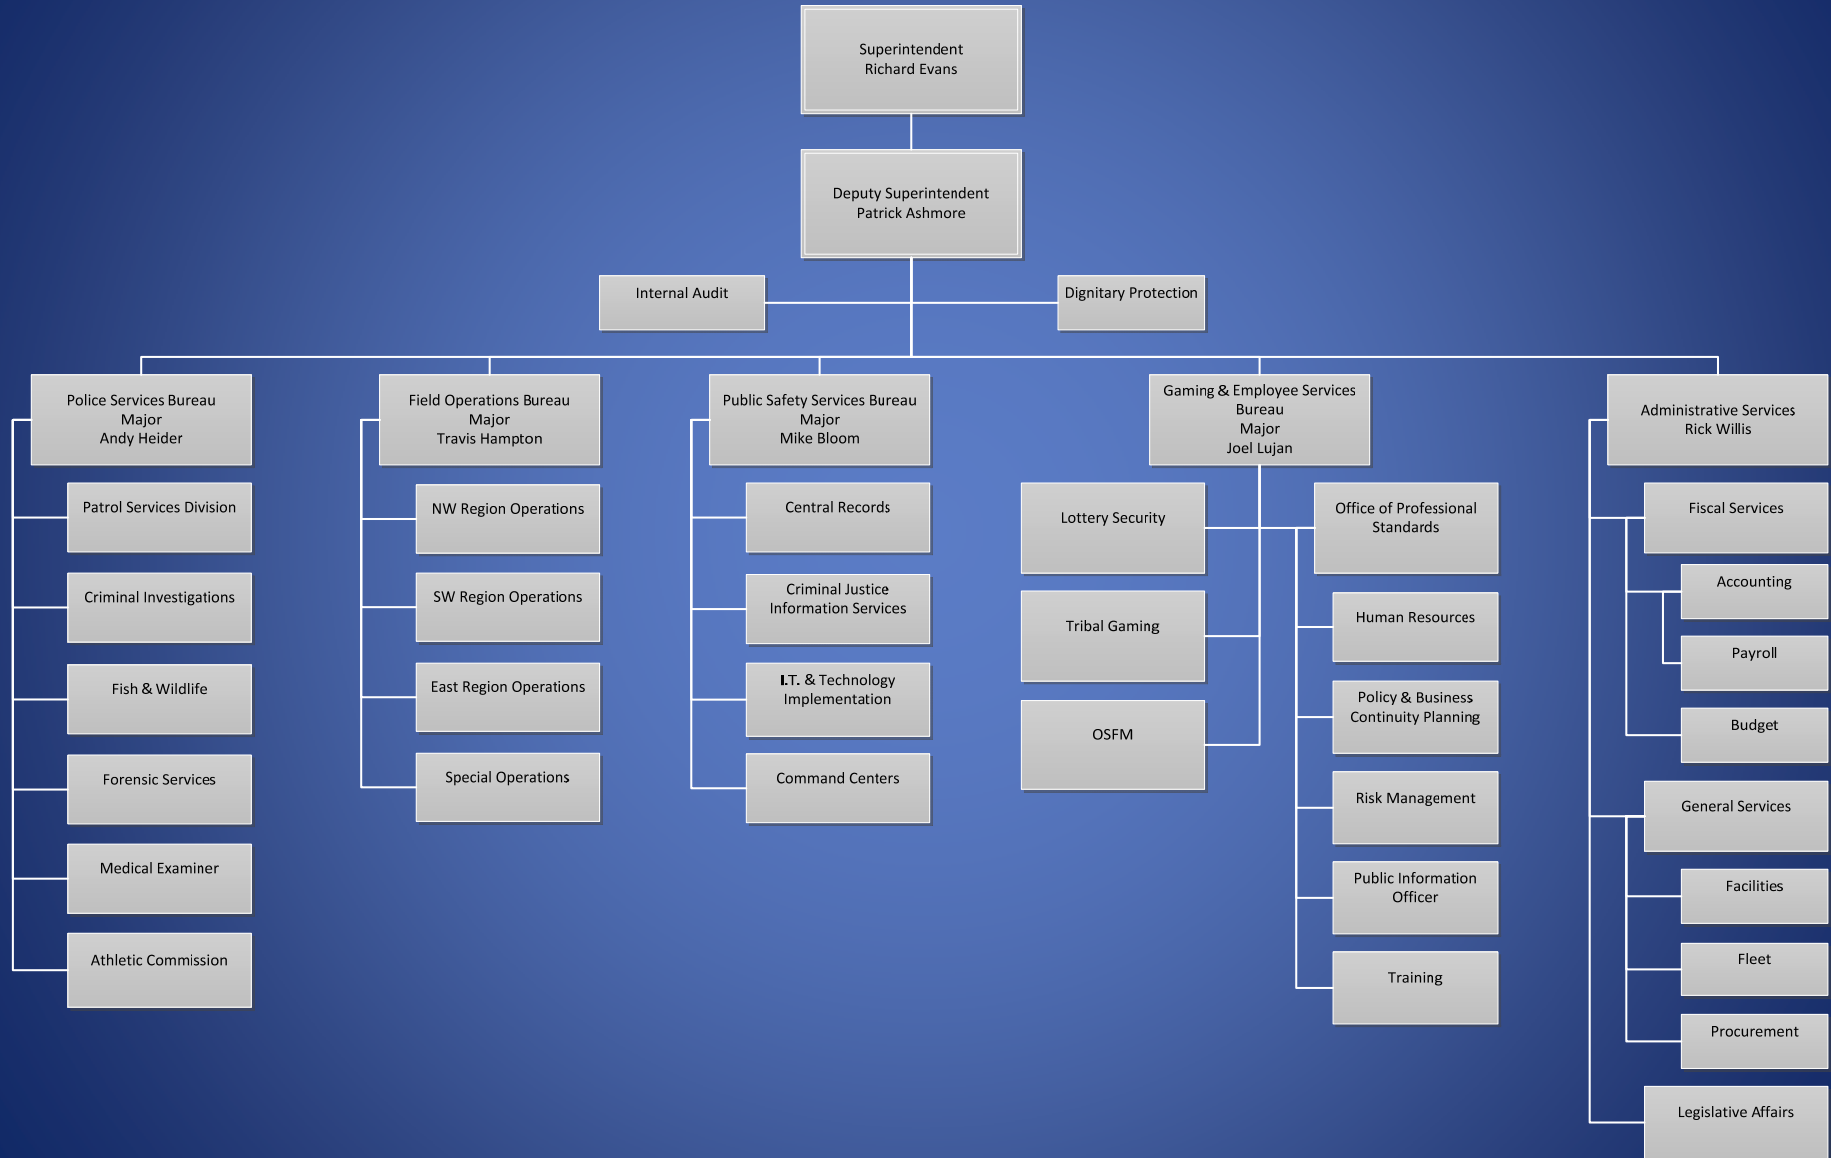 Superintendent
Richard Evans
Deputy Superintendent
Patrick Ashmore
Internal Audit
Dignitary Protection
Police Services Bureau
Major
Andy Heider
Patrol Services Division
Criminal Investigations
Fish & Wildlife
Forensic Services
Medical Examiner
Athletic Commission
Field Operations Bureau
Major
Travis Hampton
NW Region Operations
SW Region Operations
East Region Operations
Special Operations
Public Safety Services Bureau
Major
Mike Bloom
Central Records
Criminal Justice
Information Services
I.T. & Technology
Implementation
Command Centers
Gaming & Employee Services
Bureau
Major
Joel Lujan
Lottery Security
Tribal Gaming
OSFM
Office of Professional
Standards
Human Resources
Policy & Business
Continuity Planning
Risk Management
Public Information
Officer
Training
Administrative Services
Rick Willis
Fiscal Services
Accounting
Payroll
Budget
General Services
Facilities
Fleet
Procurement
Legislative Affairs